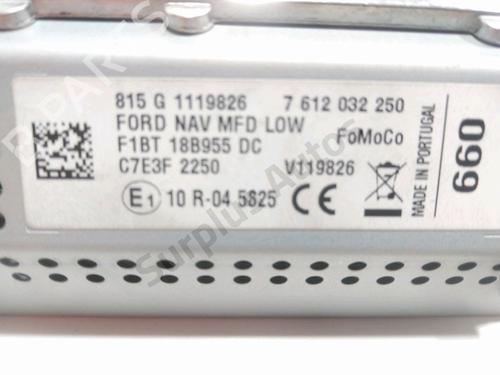 815 G 1119826 7 612 032 250
FORD NAV MFD LOW
F1BT 18B955 DC FoMoCo
C7E3F 2250 V119826
E1 10 R-04 5825 CE
MADE IN PORTUGAL
660
Surplus Autos
PARTS